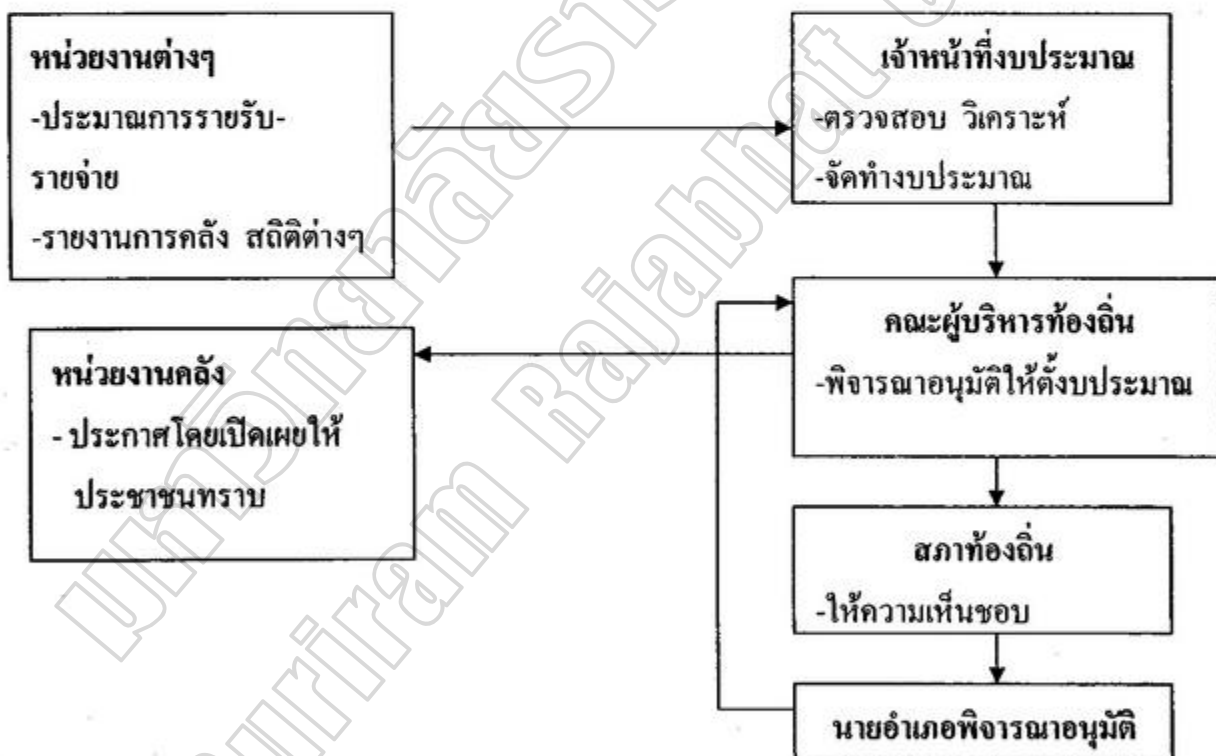 หน่วยงานต่างๆ
-ประมาณการรายรับ-
รายจ่าย
-รายงานการคลัง สถิติต่างๆ
เจ้าหน้าที่งบประมาณ
-ตรวจสอบ วิเคราะห์
-จัดทำงบประมาณ
คณะผู้บริหารท้องถิ่น
-พิจารณาอนุมัติให้ตั้งบประมาณ
หน่วยงานคลัง
- ประกาศโดยเปิดเผยให้
ประชาชนทราบ
สภาท้องถิ่น
-ให้ความเห็นชอบ
นายอำเภอพิจารณาอนุมัติ
Rajabhat